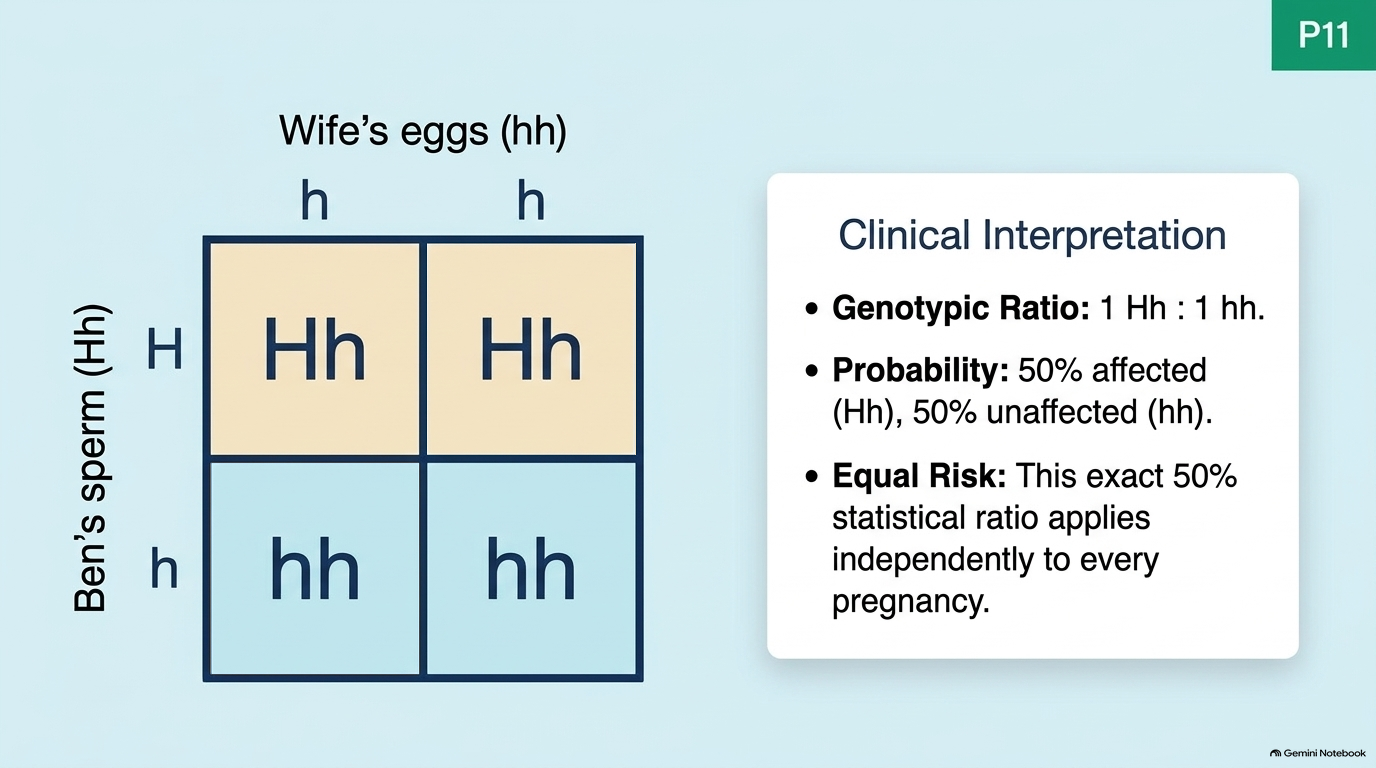 P11
Wife’s eggs (hh)
h h
Ben’s sperm (Hh)
H
Hh Hh
h
hh hh
Clinical Interpretation
• Genotypic Ratio: 1 Hh : 1 hh.
• Probability: 50% affected
(Hh), 50% unaffected (hh).
• Equal Risk: This exact 50%
statistical ratio applies
independently to every
pregnancy.
Gemini Notebook